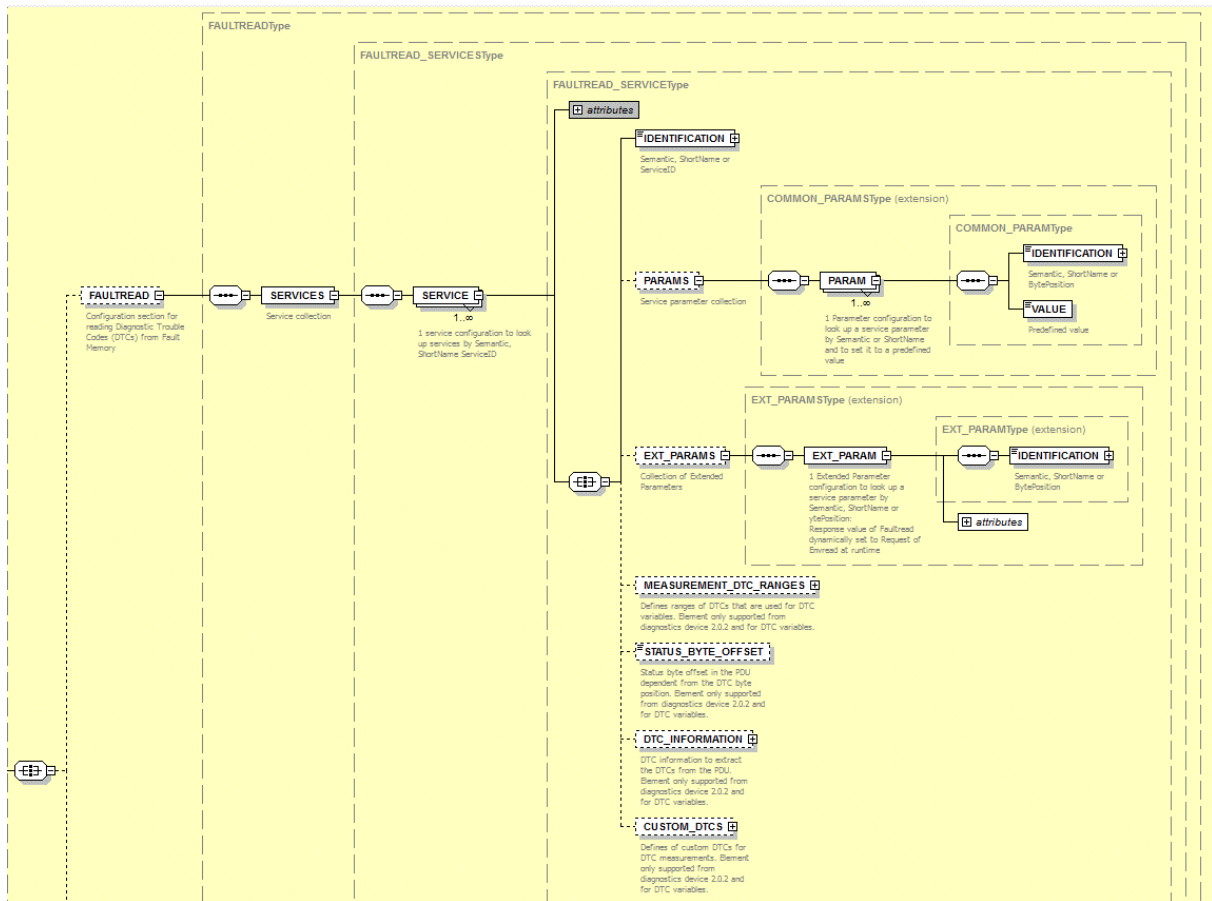 FAULTREADType
FAULTREAD_SERVICESType
FAULTREAD_SERVICEType
attributes
IDENTIFICATION
Semantic, ShortName or
ServiceID
COMMON_PARAMSType (extension)
COMMON_PARAMType
IDENTIFICATION
Semantic, ShortName or
BytePosition
VALUE
Predefined value
PARAMS
Service parameter collection
PARAM
1..∞
1 Parameter configuration to
look up a service parameter
by Semantic or ShortName
and to set it to a predefined
value
FAULTREAD
Configuration section for
reading Diagnostic Trouble
Codes (DTCs) from Fault
Memory
SERVICES
Service collection
SERVICE
1..∞
1 service configuration to look
up services by Semantic,
ShortName ServiceID
EXT_PARAMSType (extension)
EXT_PARAMType (extension)
EXT_PARAMS
Collection of Extended
Parameters
EXT_PARAM
1 Extended Parameter
configuration to look up a
service parameter by
Semantic, ShortName or
ytePosition:
Response value of Faultread
dynamically set to Request of
Envread at runtime
IDENTIFICATION
Semantic, ShortName or
BytePosition
attributes
MEASUREMENT_DTC_RANGES
Defines ranges of DTCs that are used for DTC
variables. Element only supported from
diagnostics device 2.0.2 and for DTC variables.
STATUS_BYTE_OFFSET
Status byte offset in the PDU
dependent from the DTC byte
position. Element only supported
from diagnostics device 2.0.2 and
for DTC variables.
DTC_INFORMATION
DTC information to extract
the DTCs from the PDU.
Element only supported from
diagnostics device 2.0.2 and
for DTC variables.
CUSTOM_DTCS
Defines of custom DTCs for
DTC measurements. Element
only supported from
diagnostics device 2.0.2 and
for DTC variables.